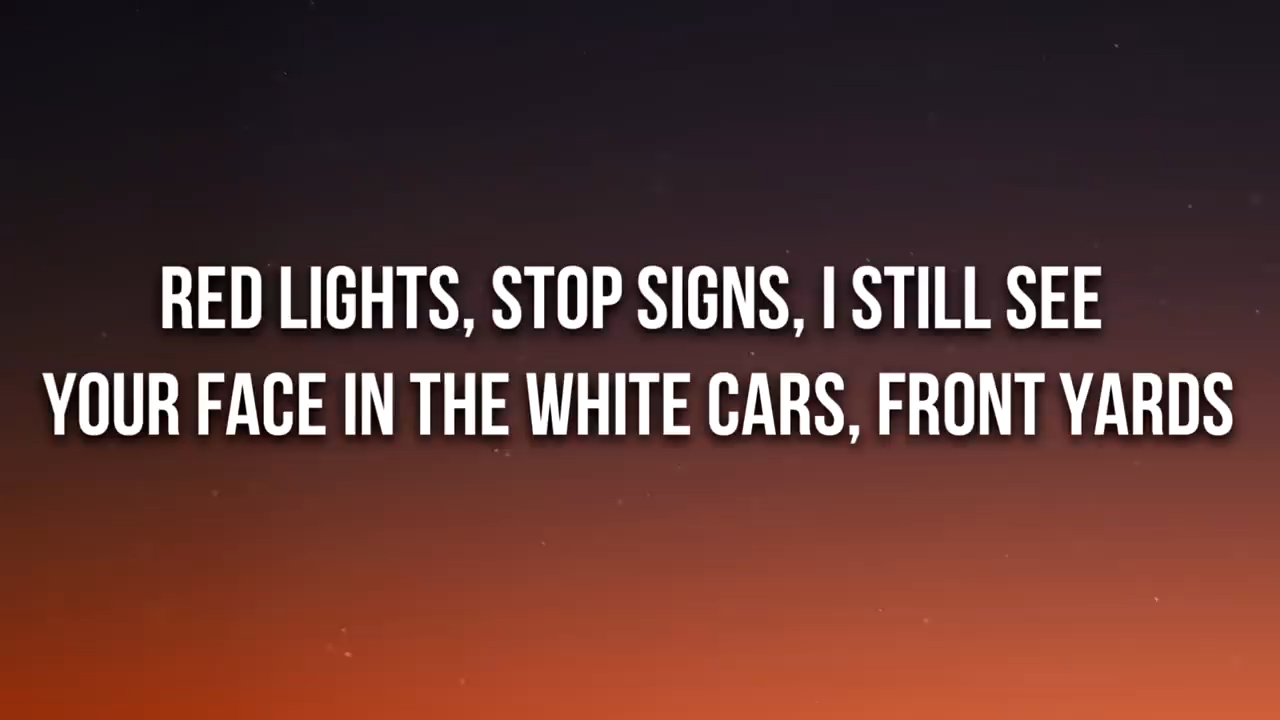 RED LIGHTS, STOP SIGNS, I STILL SEE
YOUR FACE IN THE WHITE CARS, FRONT YARDS